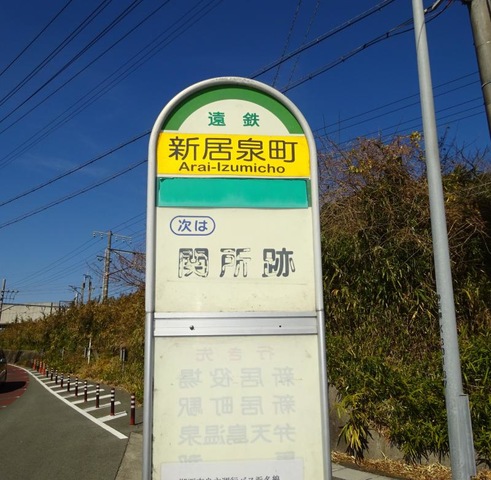 遠鉄
新居泉町
Arai-Izumicho
次は
関所跡
行き先
新居役場
新居町駅
弁天島温泉